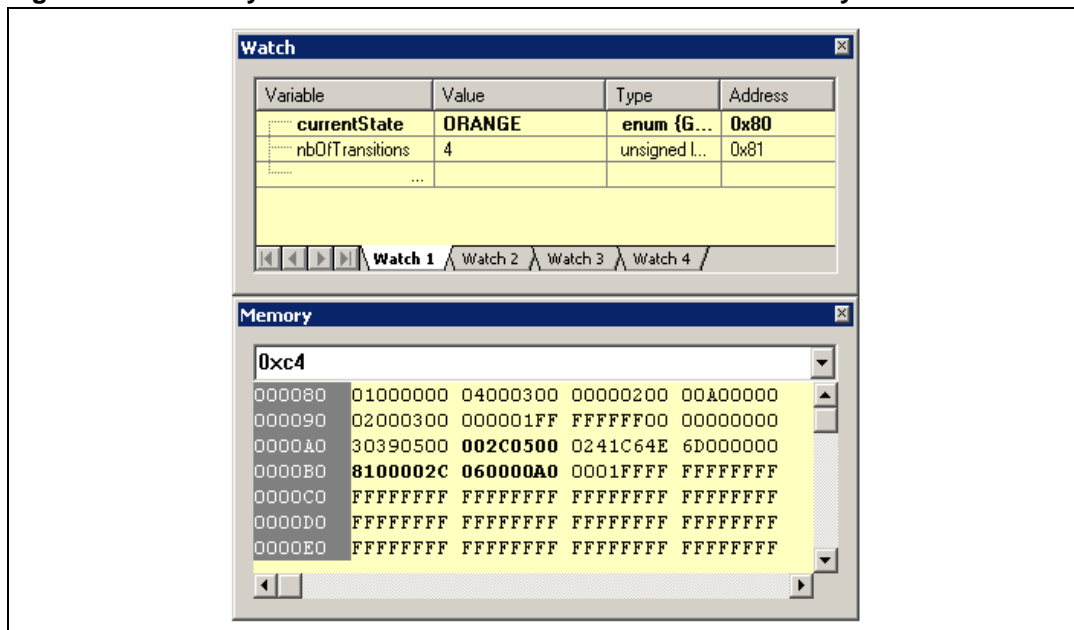 Watch
Variable Value Type Address
currentState ORANGE enum {G... 0x80
nbOfTransitions 4 unsigned l... 0x81
...
Watch 1 Watch 2 Watch 3 Watch 4
Memory
0xc4
000080 01000000 04000300 00000200 00A00000
000090 02000300 000001FF FFFFFF00 00000000
0000A0 30390500 002C0500 0241C64E 6D000000
0000B0 8100002C 060000A0 0001FFFF FFFFFFFF
0000C0 FFFFFFFF FFFFFFFF FFFFFFFF FFFFFFFF
0000D0 FFFFFFFF FFFFFFFF FFFFFFFF FFFFFFFF
0000E0 FFFFFFFF FFFFFFFF FFFFFFFF FFFFFFFF